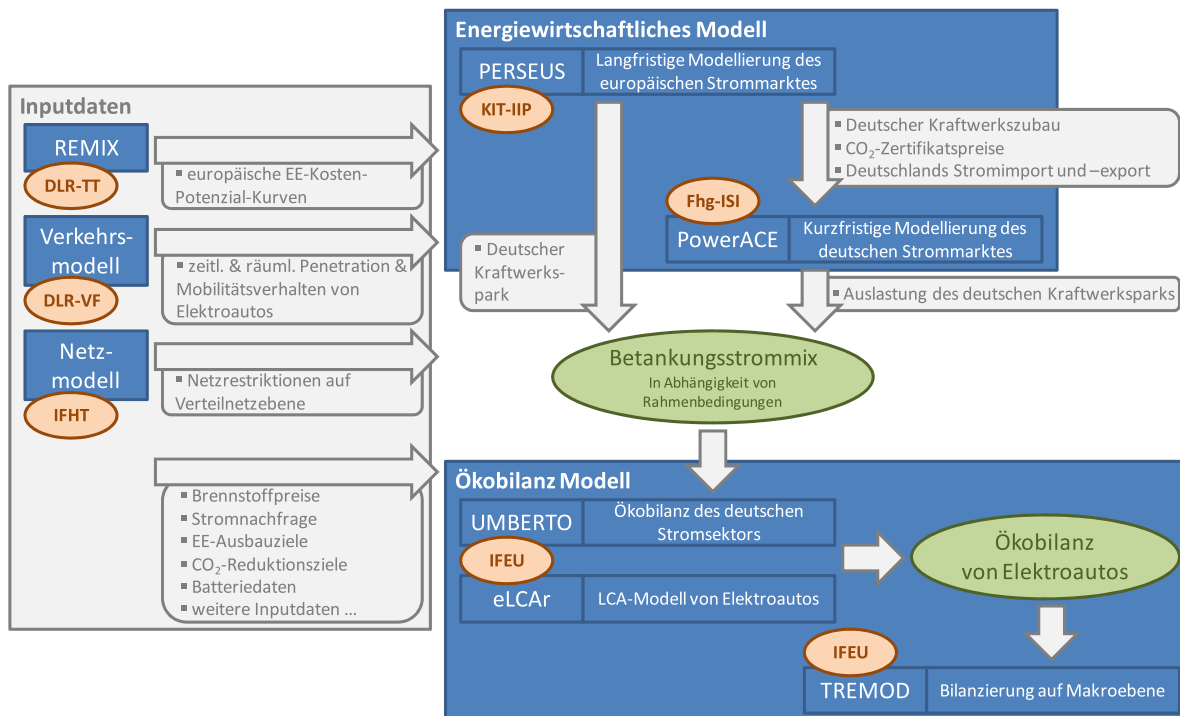 Inputdaten
REMIX
DLR-TT
europäische EE-Kosten-
Potenzial-Kurven
Verkehrs-
modell
DLR-VF
zeitl. & räuml. Penetration &
Mobilitätsverhalten von
Elektroautos
Netz-
modell
IFHT
Netzrestriktionen auf
Verteilnetzebene
Brennstoffpreise
Stromnachfrage
EE-Ausbauziele
CO₂-Reduktionsziele
Batteriedaten
weitere Inputdaten ...
Energiewirtschaftliches Modell
PERSEUS
Langfristige Modellierung des
europäischen Strommarktes
KIT-IIP
Deutscher Kraftwerkszubau
CO₂-Zertifikatspreise
Deutschlands Stromimport und –export
Fhg-ISI
PowerACE
Kurzfristige Modellierung des
deutschen Strommarktes
Deutscher
Kraftwerks-
park
Auslastung des deutschen Kraftwerksparks
Betankungsstrommix
In Abhängigkeit von
Rahmenbedingungen
Ökobilanz Modell
UMBERTO
Ökobilanz des deutschen
Stromsektors
IFEU
eLCAr
LCA-Modell von Elektroautos
Ökobilanz
von Elektroautos
IFEU
TREMOD
Bilanzierung auf Makroebene